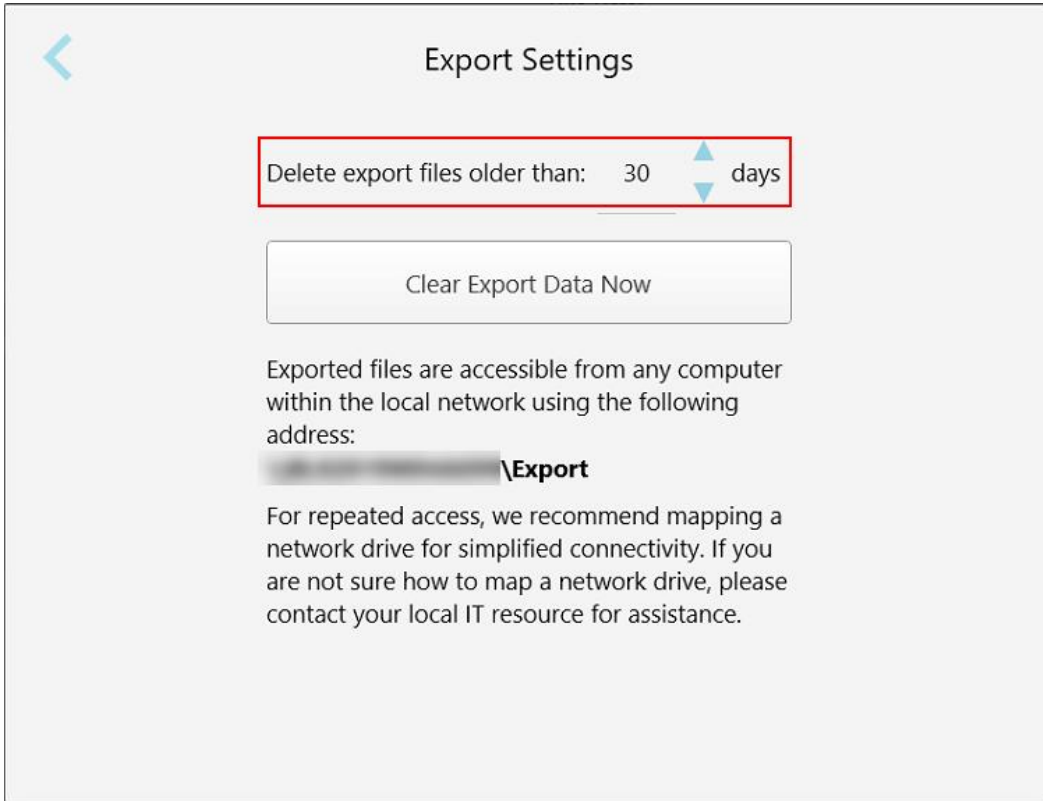 Export Settings
Delete export files older than: 30 days
Clear Export Data Now
Exported files are accessible from any computer
within the local network using the following
address:
\Export
For repeated access, we recommend mapping a
network drive for simplified connectivity. If you
are not sure how to map a network drive, please
contact your local IT resource for assistance.